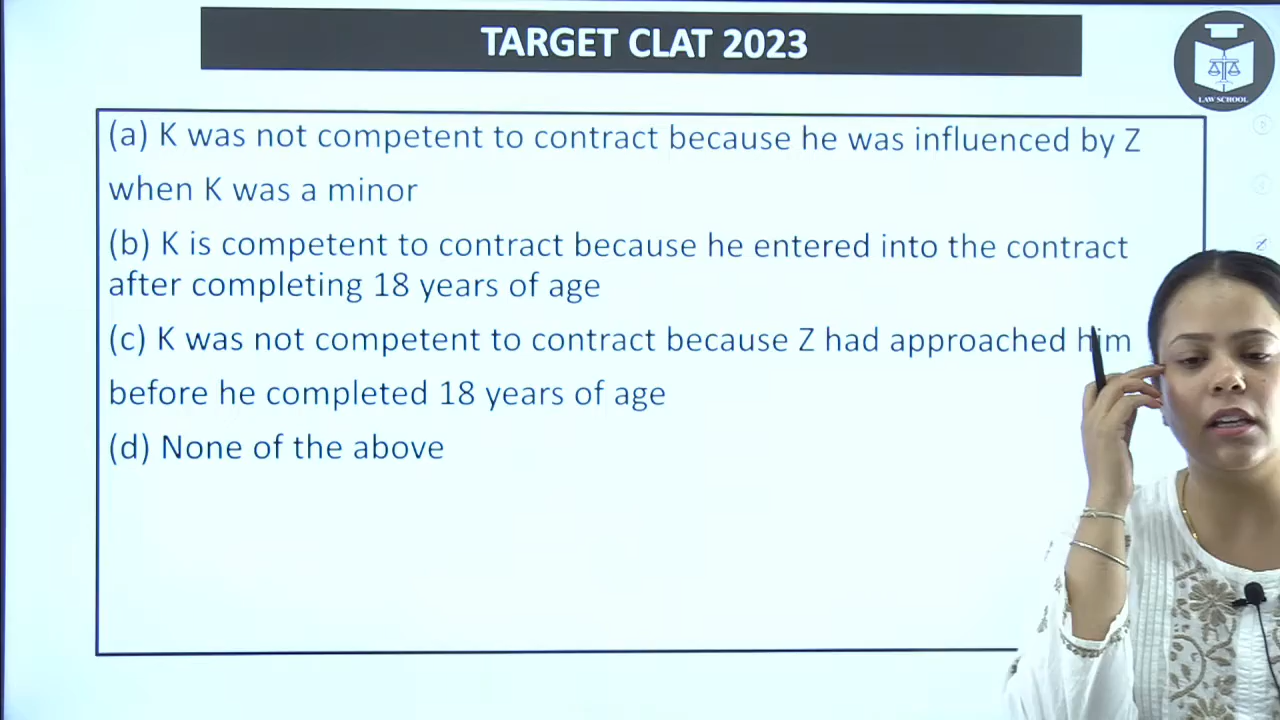 TARGET CLAT 2023
LAW SCHOOL
(a) K was not competent to contract because he was influenced by Z
when K was a minor
(b) K is competent to contract because he entered into the contract
after completing 18 years of age
(c) K was not competent to contract because Z had approached him
before he completed 18 years of age
(d) None of the above